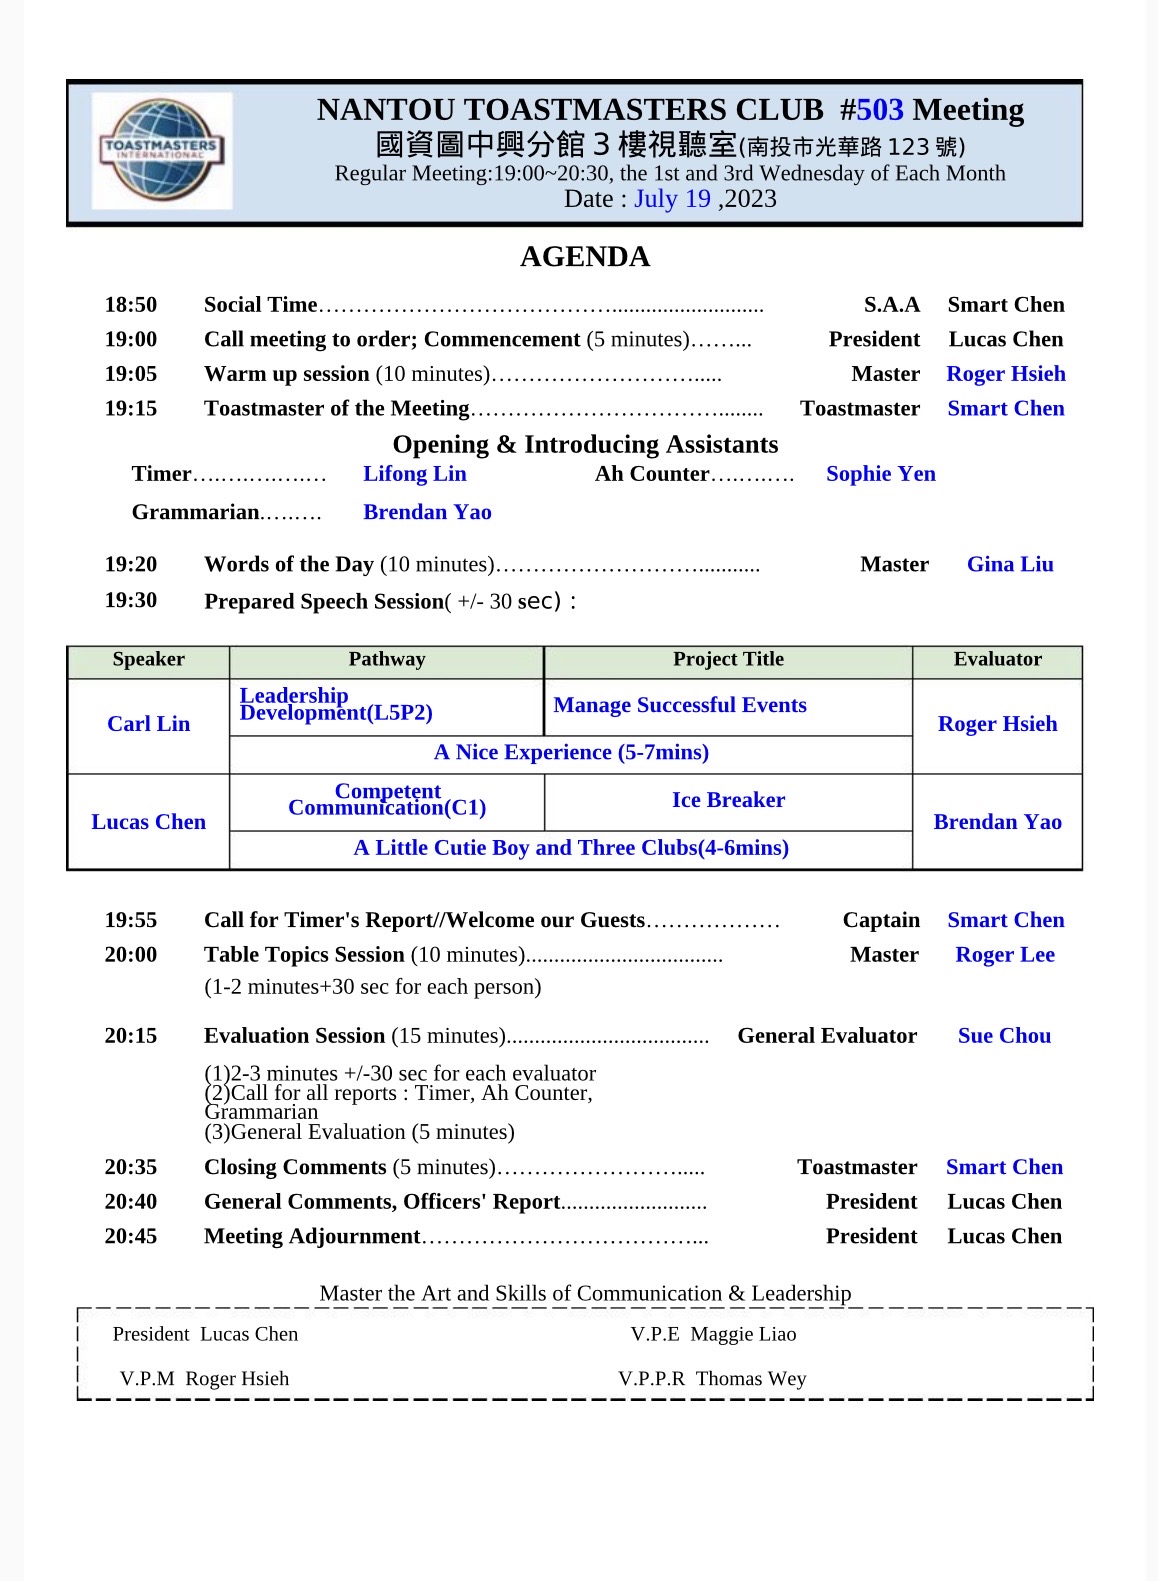 NANTOU TOASTMASTERS CLUB #503 Meeting
TOASTMASTERS
INTERNATIONAL
國資圖中興分館 3 樓視聽室(南投市光華路 123 號)
Regular Meeting:19:00~20:30, the 1st and 3rd Wednesday of Each Month
Date : July 19 ,2023
AGENDA
18:50 Social Time…………………………………........................... S.A.A Smart Chen
19:00 Call meeting to order; Commencement (5 minutes)……... President Lucas Chen
19:05 Warm up session (10 minutes)………………………..... Master Roger Hsieh
19:15 Toastmaster of the Meeting……………………………........ Toastmaster Smart Chen
Opening & Introducing Assistants
Timer….….….….… Lifong Lin Ah Counter….….…. Sophie Yen
Grammarian.….…. Brendan Yao
19:20 Words of the Day (10 minutes)………………………........... Master Gina Liu
19:30 Prepared Speech Session( +/- 30 sec) :
Speaker Pathway Project Title Evaluator
Carl Lin
Leadership
Development(L5P2)
Manage Successful Events
Roger Hsieh
A Nice Experience (5-7mins)
Lucas Chen
Competent
Communication(C1)
Ice Breaker
Brendan Yao
A Little Cutie Boy and Three Clubs(4-6mins)
19:55 Call for Timer's Report//Welcome our Guests……………… Captain Smart Chen
20:00 Table Topics Session (10 minutes)................................... Master Roger Lee
(1-2 minutes+30 sec for each person)
20:15 Evaluation Session (15 minutes).................................... General Evaluator Sue Chou
(1)2-3 minutes +/-30 sec for each evaluator
(2)Call for all reports : Timer, Ah Counter,
Grammarian
(3)General Evaluation (5 minutes)
20:35 Closing Comments (5 minutes)……………………..... Toastmaster Smart Chen
20:40 General Comments, Officers' Report.......................... President Lucas Chen
20:45 Meeting Adjournment………………………………... President Lucas Chen
Master the Art and Skills of Communication & Leadership
President Lucas Chen V.P.E Maggie Liao
V.P.M Roger Hsieh V.P.P.R Thomas Wey